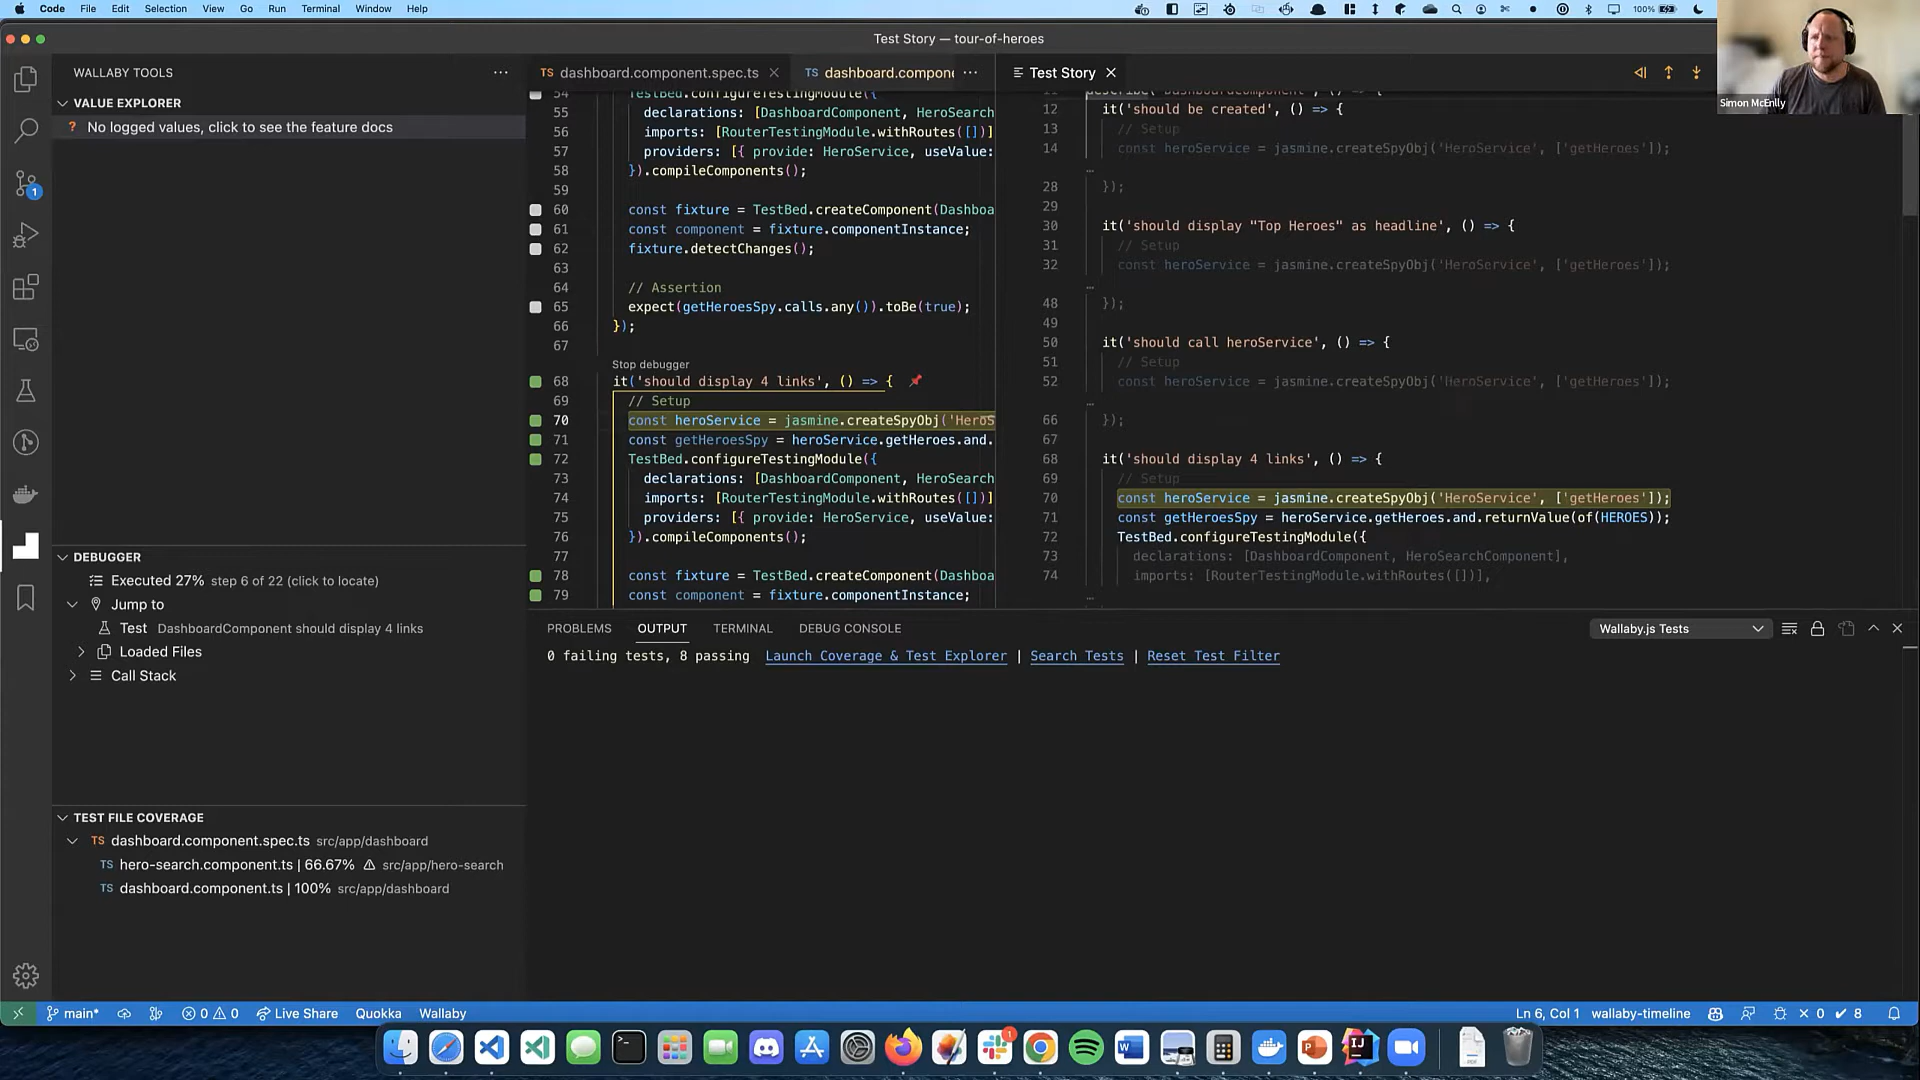 Code File Edit Selection View Go Run Terminal Window Help 100%
Test Story — tour-of-heroes
Simon McEnlly
WALLABY TOOLS
VALUE EXPLORER
? No logged values, click to see the feature docs
1
DEBUGGER
Executed 27% step 6 of 22 (click to locate)
Jump to
Test DashboardComponent should display 4 links
Loaded Files
Call Stack
TEST FILE COVERAGE
TS dashboard.component.spec.ts src/app/dashboard
TS hero-search.component.ts | 66.67% ⚠ src/app/hero-search
TS dashboard.component.ts | 100% src/app/dashboard
TS dashboard.component.spec.ts TS dashboard.compon ...
54 TestBed.configureTestingModule({
55 declarations: [DashboardComponent, HeroSearch
56 imports: [RouterTestingModule.withRoutes([])]
57 providers: [{ provide: HeroService, useValue:
58 }).compileComponents();
59
60 const fixture = TestBed.createComponent(Dashboa
61 const component = fixture.componentInstance;
62 fixture.detectChanges();
63
64 // Assertion
65 expect(getHeroesSpy.calls.any()).toBe(true);
66 });
67
Stop debugger
68 it('should display 4 links', () => {
69 // Setup
70 const heroService = jasmine.createSpyObj('HeroS
71 const getHeroesSpy = heroService.getHeroes.and.
72 TestBed.configureTestingModule({
73 declarations: [DashboardComponent, HeroSearch
74 imports: [RouterTestingModule.withRoutes([])]
75 providers: [{ provide: HeroService, useValue:
76 }).compileComponents();
77
78 const fixture = TestBed.createComponent(Dashboa
79 const component = fixture.componentInstance;
Test Story
11 describe('DashboardComponent', () => {
12 it('should be created', () => {
13 // Setup
14 const heroService = jasmine.createSpyObj('HeroService', ['getHeroes']);
…
28 });
29
30 it('should display "Top Heroes" as headline', () => {
31 // Setup
32 const heroService = jasmine.createSpyObj('HeroService', ['getHeroes']);
…
48 });
49
50 it('should call heroService', () => {
51 // Setup
52 const heroService = jasmine.createSpyObj('HeroService', ['getHeroes']);
…
66 });
67
68 it('should display 4 links', () => {
69 // Setup
70 const heroService = jasmine.createSpyObj('HeroService', ['getHeroes']);
71 const getHeroesSpy = heroService.getHeroes.and.returnValue(of(HEROES));
72 TestBed.configureTestingModule({
73 declarations: [DashboardComponent, HeroSearchComponent],
74 imports: [RouterTestingModule.withRoutes([])],
…
PROBLEMS OUTPUT TERMINAL DEBUG CONSOLE Wallaby.js Tests
0 failing tests, 8 passing Launch Coverage & Test Explorer | Search Tests | Reset Test Filter
main* 0 0 Live Share Quokka Wallaby Ln 6, Col 1 wallaby-timeline × 0 ✔ 8
1